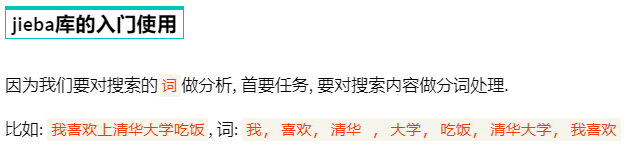 jieba库的入门使用
因为我们要对搜索的 词 做分析, 首要任务, 要对搜索内容做分词处理.
比如: 我喜欢上清华大学吃饭 , 词: 我, 喜欢, 清华 , 大学, 吃饭, 清华大学, 我喜欢